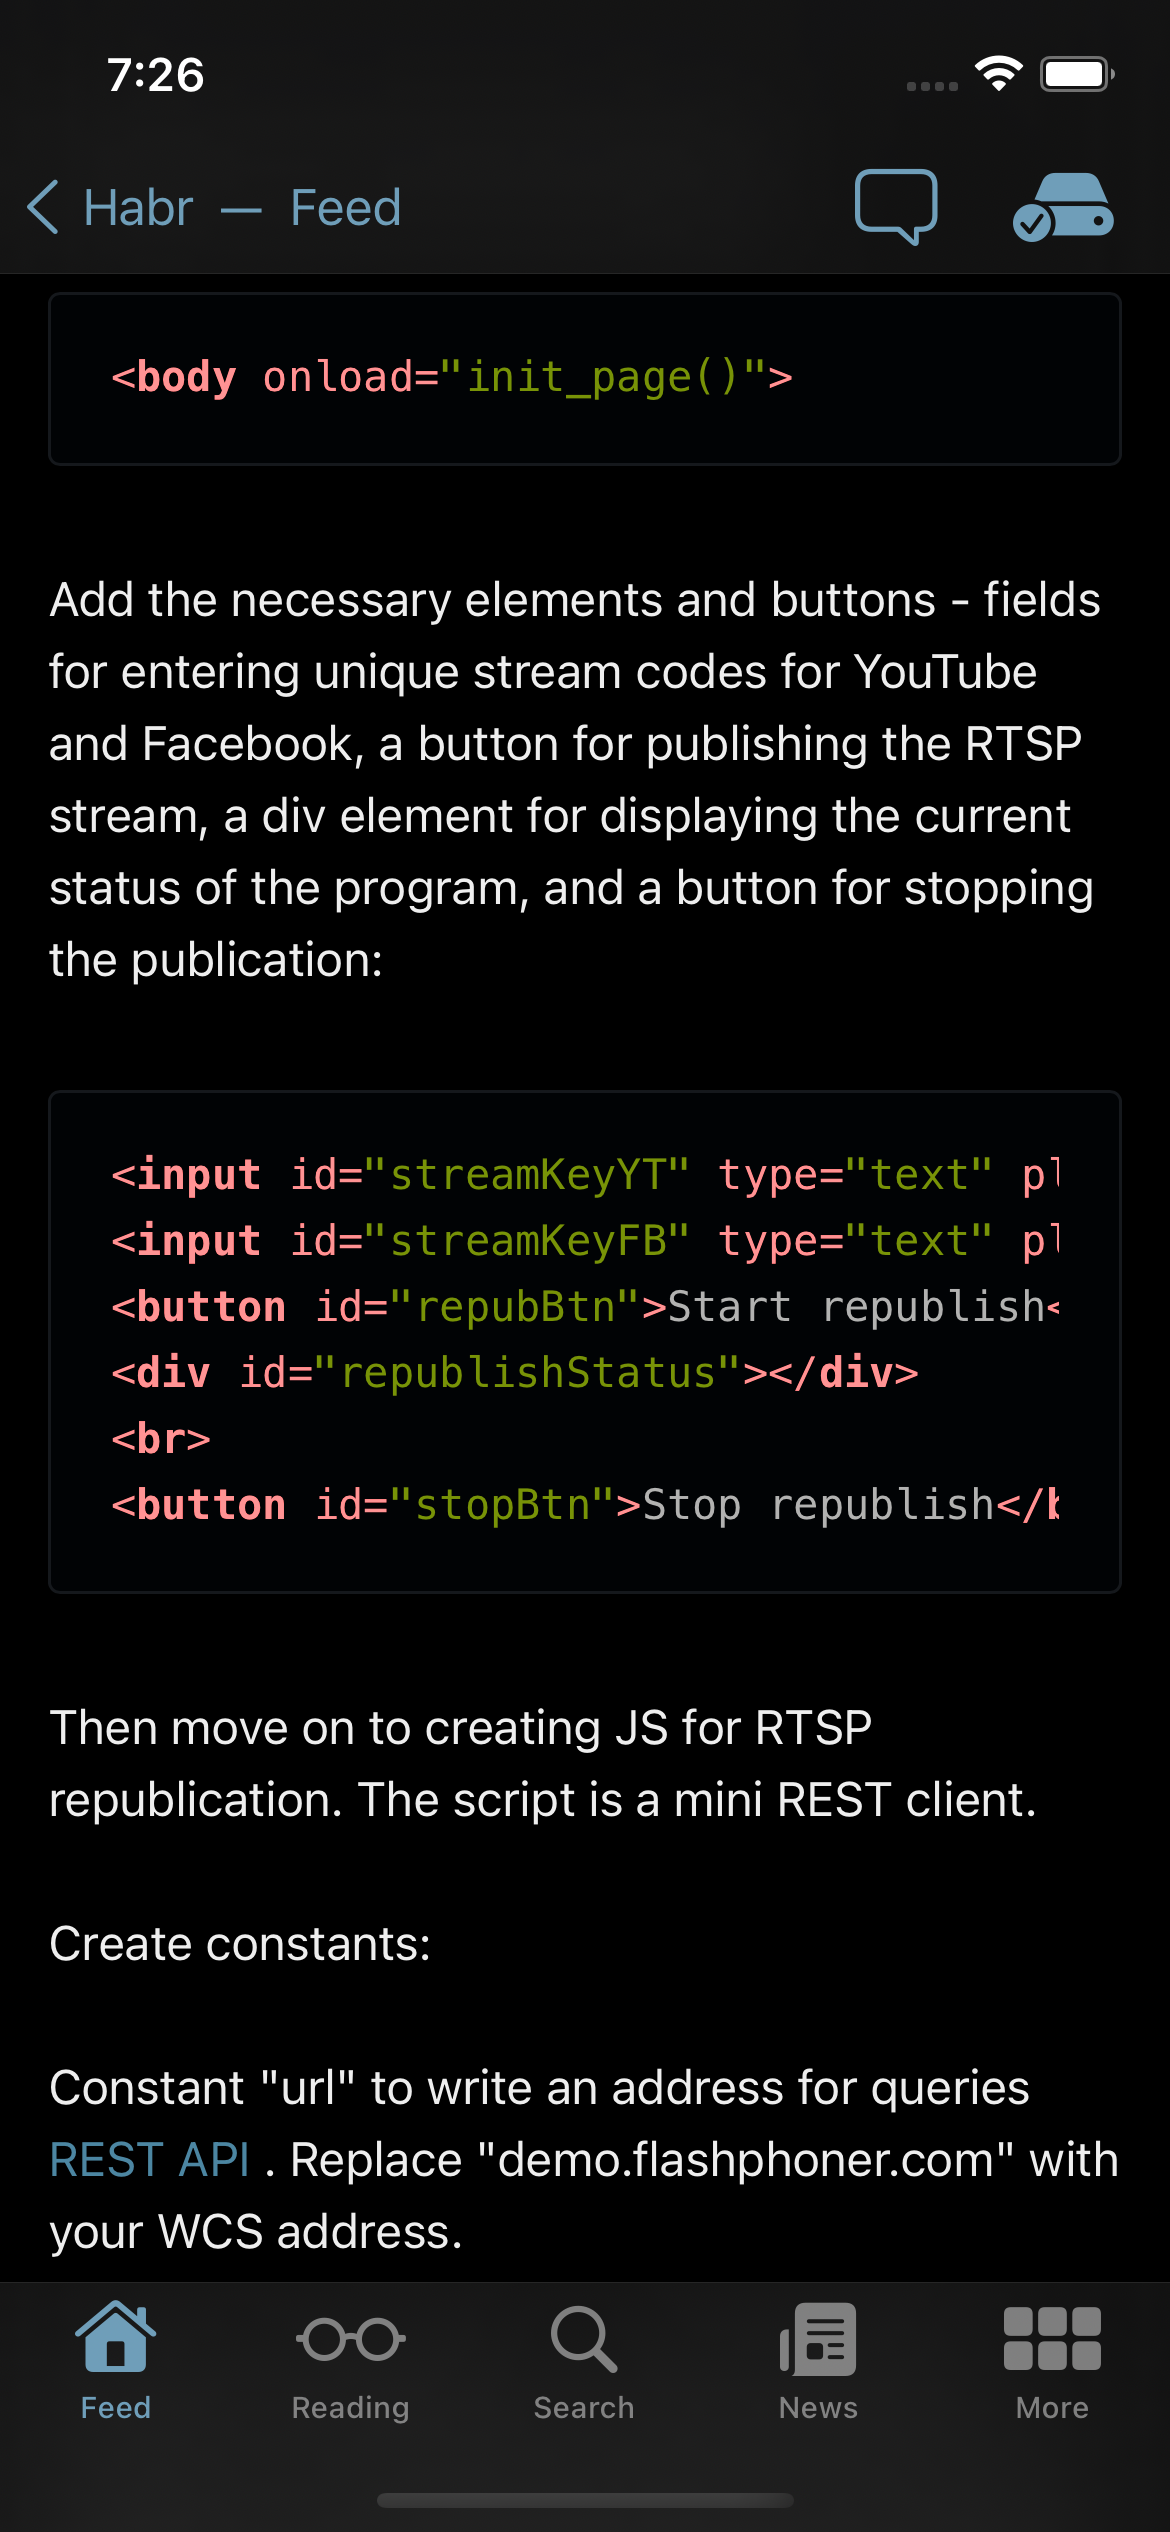 7:26
Habr — Feed
<body onload="init_page()">
Add the necessary elements and buttons - fields
for entering unique stream codes for YouTube
and Facebook, a button for publishing the RTSP
stream, a div element for displaying the current
status of the program, and a button for stopping
the publication:
<input id="streamKeyYT" type="text" pl
<input id="streamKeyFB" type="text" pl
<button id="repubBtn">Start republish<
<div id="republishStatus"></div>
<br>
<button id="stopBtn">Stop republish</b
Then move on to creating JS for RTSP
republication. The script is a mini REST client.
Create constants:
Constant "url" to write an address for queries
REST API . Replace "demo.flashphoner.com" with
your WCS address.
Feed Reading Search News More